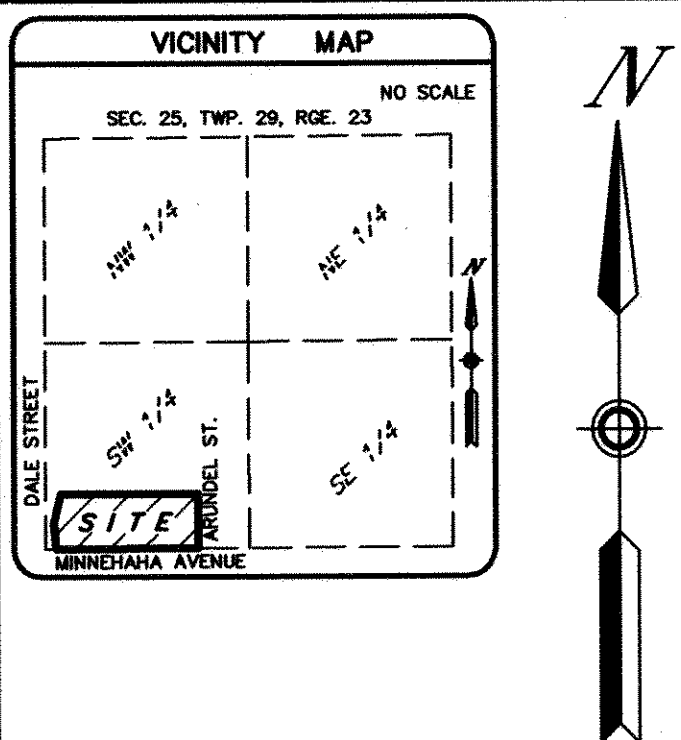 VICINITY MAP
N
NO SCALE
SEC. 25, TWP. 29, RGE. 23
NW 1/4
NE 1/4
N
DALE STREET
SW 1/4
ARUNDEL ST.
SE 1/4
SITE
MINNEHAHA AVENUE